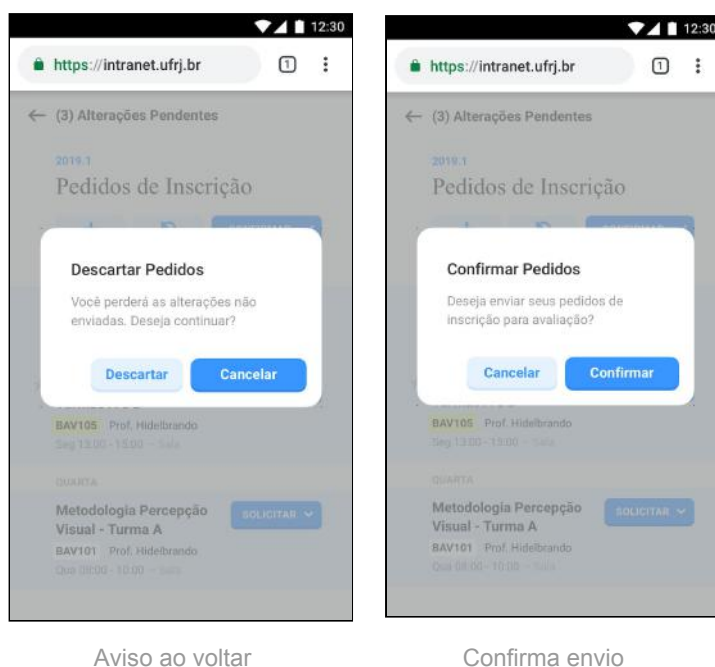 12:30
https://intranet.ufrj.br
1
(3) Alterações Pendentes
2019.1
Pedidos de Inscrição
Descartar Pedidos
Você perderá as alterações não
enviadas. Deseja continuar?
Descartar
Cancelar
BAV105 Prof. Hidelbrando
Seg 13:00 - 15:00 – Sala
QUARTA
Metodologia Percepção
Visual - Turma A
SOLICITAR
BAV101 Prof. Hidelbrando
Qua 08:00 - 10:00 – Sala
Aviso ao voltar
12:30
https://intranet.ufrj.br
1
(3) Alterações Pendentes
2019.1
Pedidos de Inscrição
Confirmar Pedidos
Deseja enviar seus pedidos de
inscrição para avaliação?
Cancelar
Confirmar
BAV105 Prof. Hidelbrando
Seg 13:00 - 15:00 – Sala
QUARTA
Metodologia Percepção
Visual - Turma A
SOLICITAR
BAV101 Prof. Hidelbrando
Qua 08:00 - 10:00 – Sala
Confirma envio